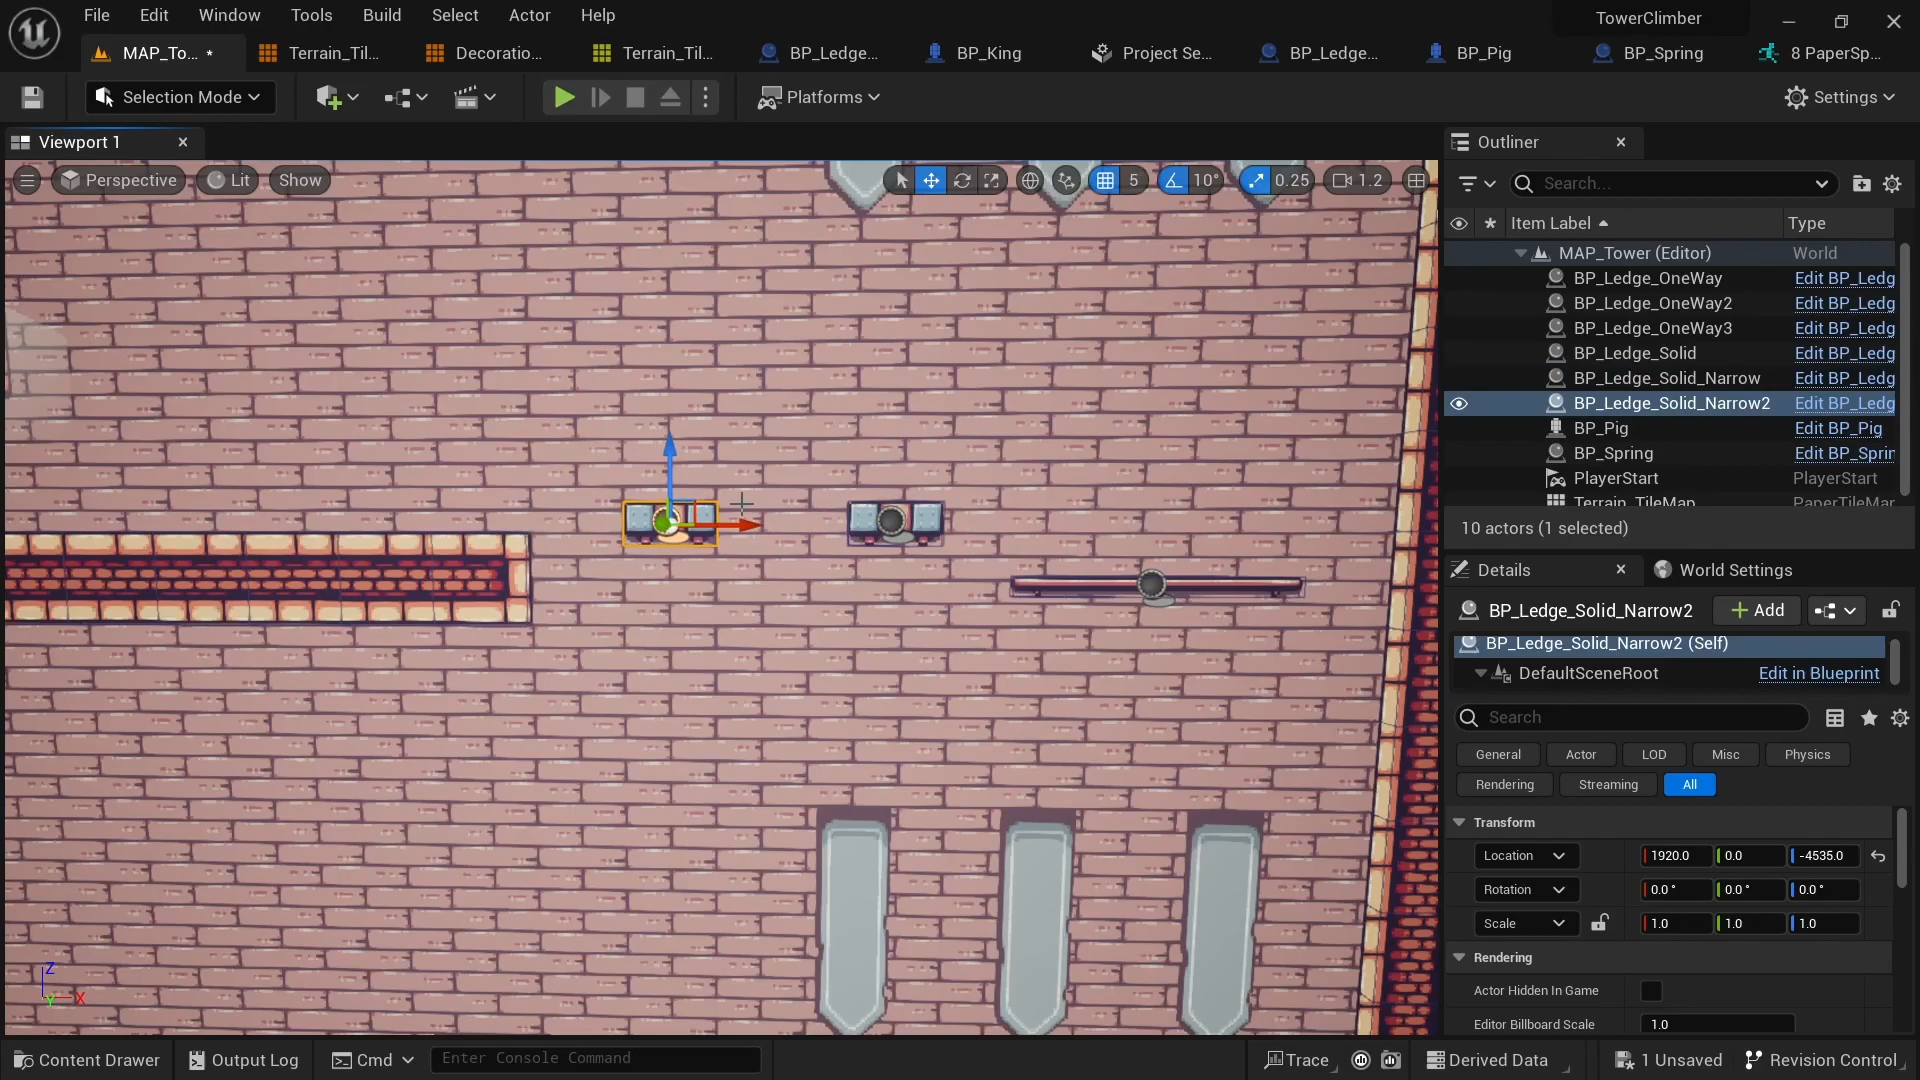 File Edit Window Tools Build Select Actor Help
TowerClimber
MAP_To... *
Terrain_Til...
Decoratio...
Terrain_Til...
BP_Ledge...
BP_King
Project Se...
BP_Ledge...
BP_Pig
BP_Spring
8 PaperSp...
Selection Mode
Platforms
Settings
Viewport 1
Perspective
Lit
Show
5
10°
0.25
1.2
Outliner
Search...
Item Label
Type
MAP_Tower (Editor) World
BP_Ledge_OneWay Edit BP_Ledg
BP_Ledge_OneWay2 Edit BP_Ledg
BP_Ledge_OneWay3 Edit BP_Ledg
BP_Ledge_Solid Edit BP_Ledg
BP_Ledge_Solid_Narrow Edit BP_Ledg
BP_Ledge_Solid_Narrow2 Edit BP_Ledg
BP_Pig Edit BP_Pig
BP_Spring Edit BP_Sprin
PlayerStart PlayerStart
Terrain_TileMap PaperTileMap
10 actors (1 selected)
Details
World Settings
BP_Ledge_Solid_Narrow2
Add
BP_Ledge_Solid_Narrow2 (Self)
DefaultSceneRoot Edit in Blueprint
Search
General Actor LOD Misc Physics
Rendering Streaming All
Transform
Location 1920.0 0.0 -4535.0
Rotation 0.0 ° 0.0 ° 0.0 °
Scale 1.0 1.0 1.0
Rendering
Actor Hidden In Game
Editor Billboard Scale 1.0
Z
Y X
Content Drawer
Output Log
Cmd
Enter Console Command
Trace
Derived Data
1 Unsaved
Revision Control